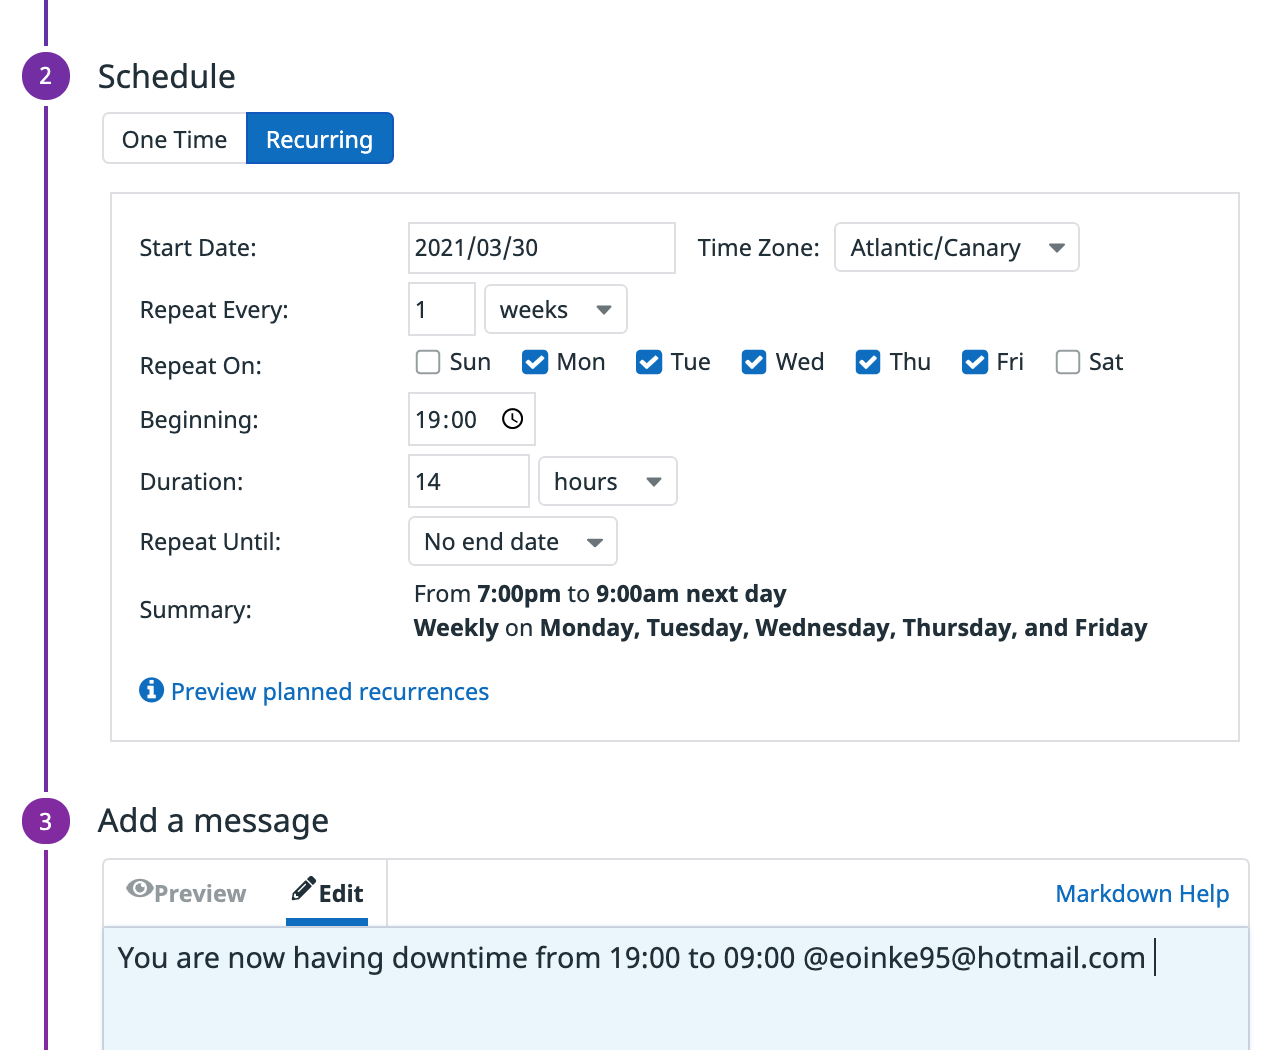 2 Schedule
One Time Recurring
Start Date: 2021/03/30 Time Zone: Atlantic/Canary
Repeat Every: 1 weeks
Repeat On: Sun Mon Tue Wed Thu Fri Sat
Beginning: 19:00
Duration: 14 hours
Repeat Until: No end date
Summary: From 7:00pm to 9:00am next day
Weekly on Monday, Tuesday, Wednesday, Thursday, and Friday
Preview planned recurrences
3 Add a message
Preview Edit Markdown Help
You are now having downtime from 19:00 to 09:00 @eoinke95@hotmail.com